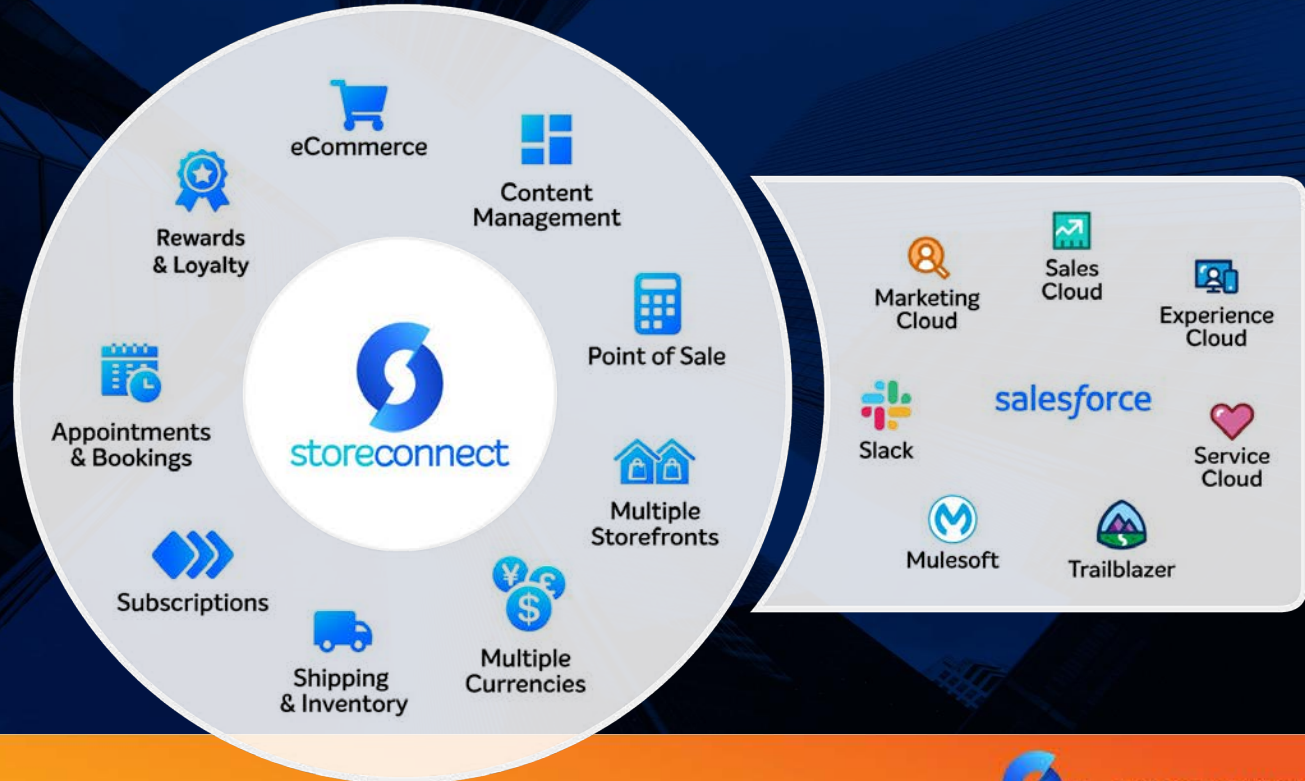 eCommerce
Content
Management
Rewards
& Loyalty
Point of Sale
Appointments
& Bookings
storeconnect
Multiple
Storefronts
Subscriptions
Shipping
& Inventory
Multiple
Currencies
Marketing
Cloud
Sales
Cloud
Experience
Cloud
Slack
salesforce
Service
Cloud
Mulesoft
Trailblazer